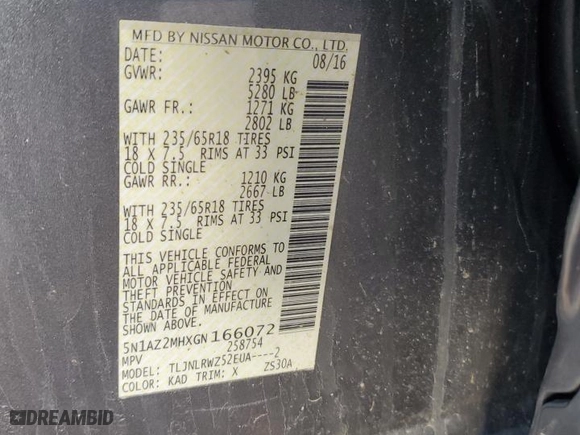 MFD BY NISSAN MOTOR CO., LTD.
DATE: 08/16
GVWR: 2395 KG
5280 LB
GAWR FR.: 1271 KG
2802 LB
WITH 235/65R18 TIRES
18 X 7.5 RIMS AT 33 PSI
COLD SINGLE
GAWR RR.: 1210 KG
2667 LB
WITH 235/65R18 TIRES
18 X 7.5 RIMS AT 33 PSI
COLD SINGLE
THIS VEHICLE CONFORMS TO
ALL APPLICABLE FEDERAL
MOTOR VEHICLE SAFETY AND
THEFT PREVENTION
STANDARDS IN EFFECT ON
THE DATE OF MANUFACTURE
SHOWN ABOVE.
5N1AZ2MHXGN166072
MPV 258754
MODEL: TLJNLRWZ52EUA----2
COLOR: KAD TRIM: X ZS30A
DREAMBID